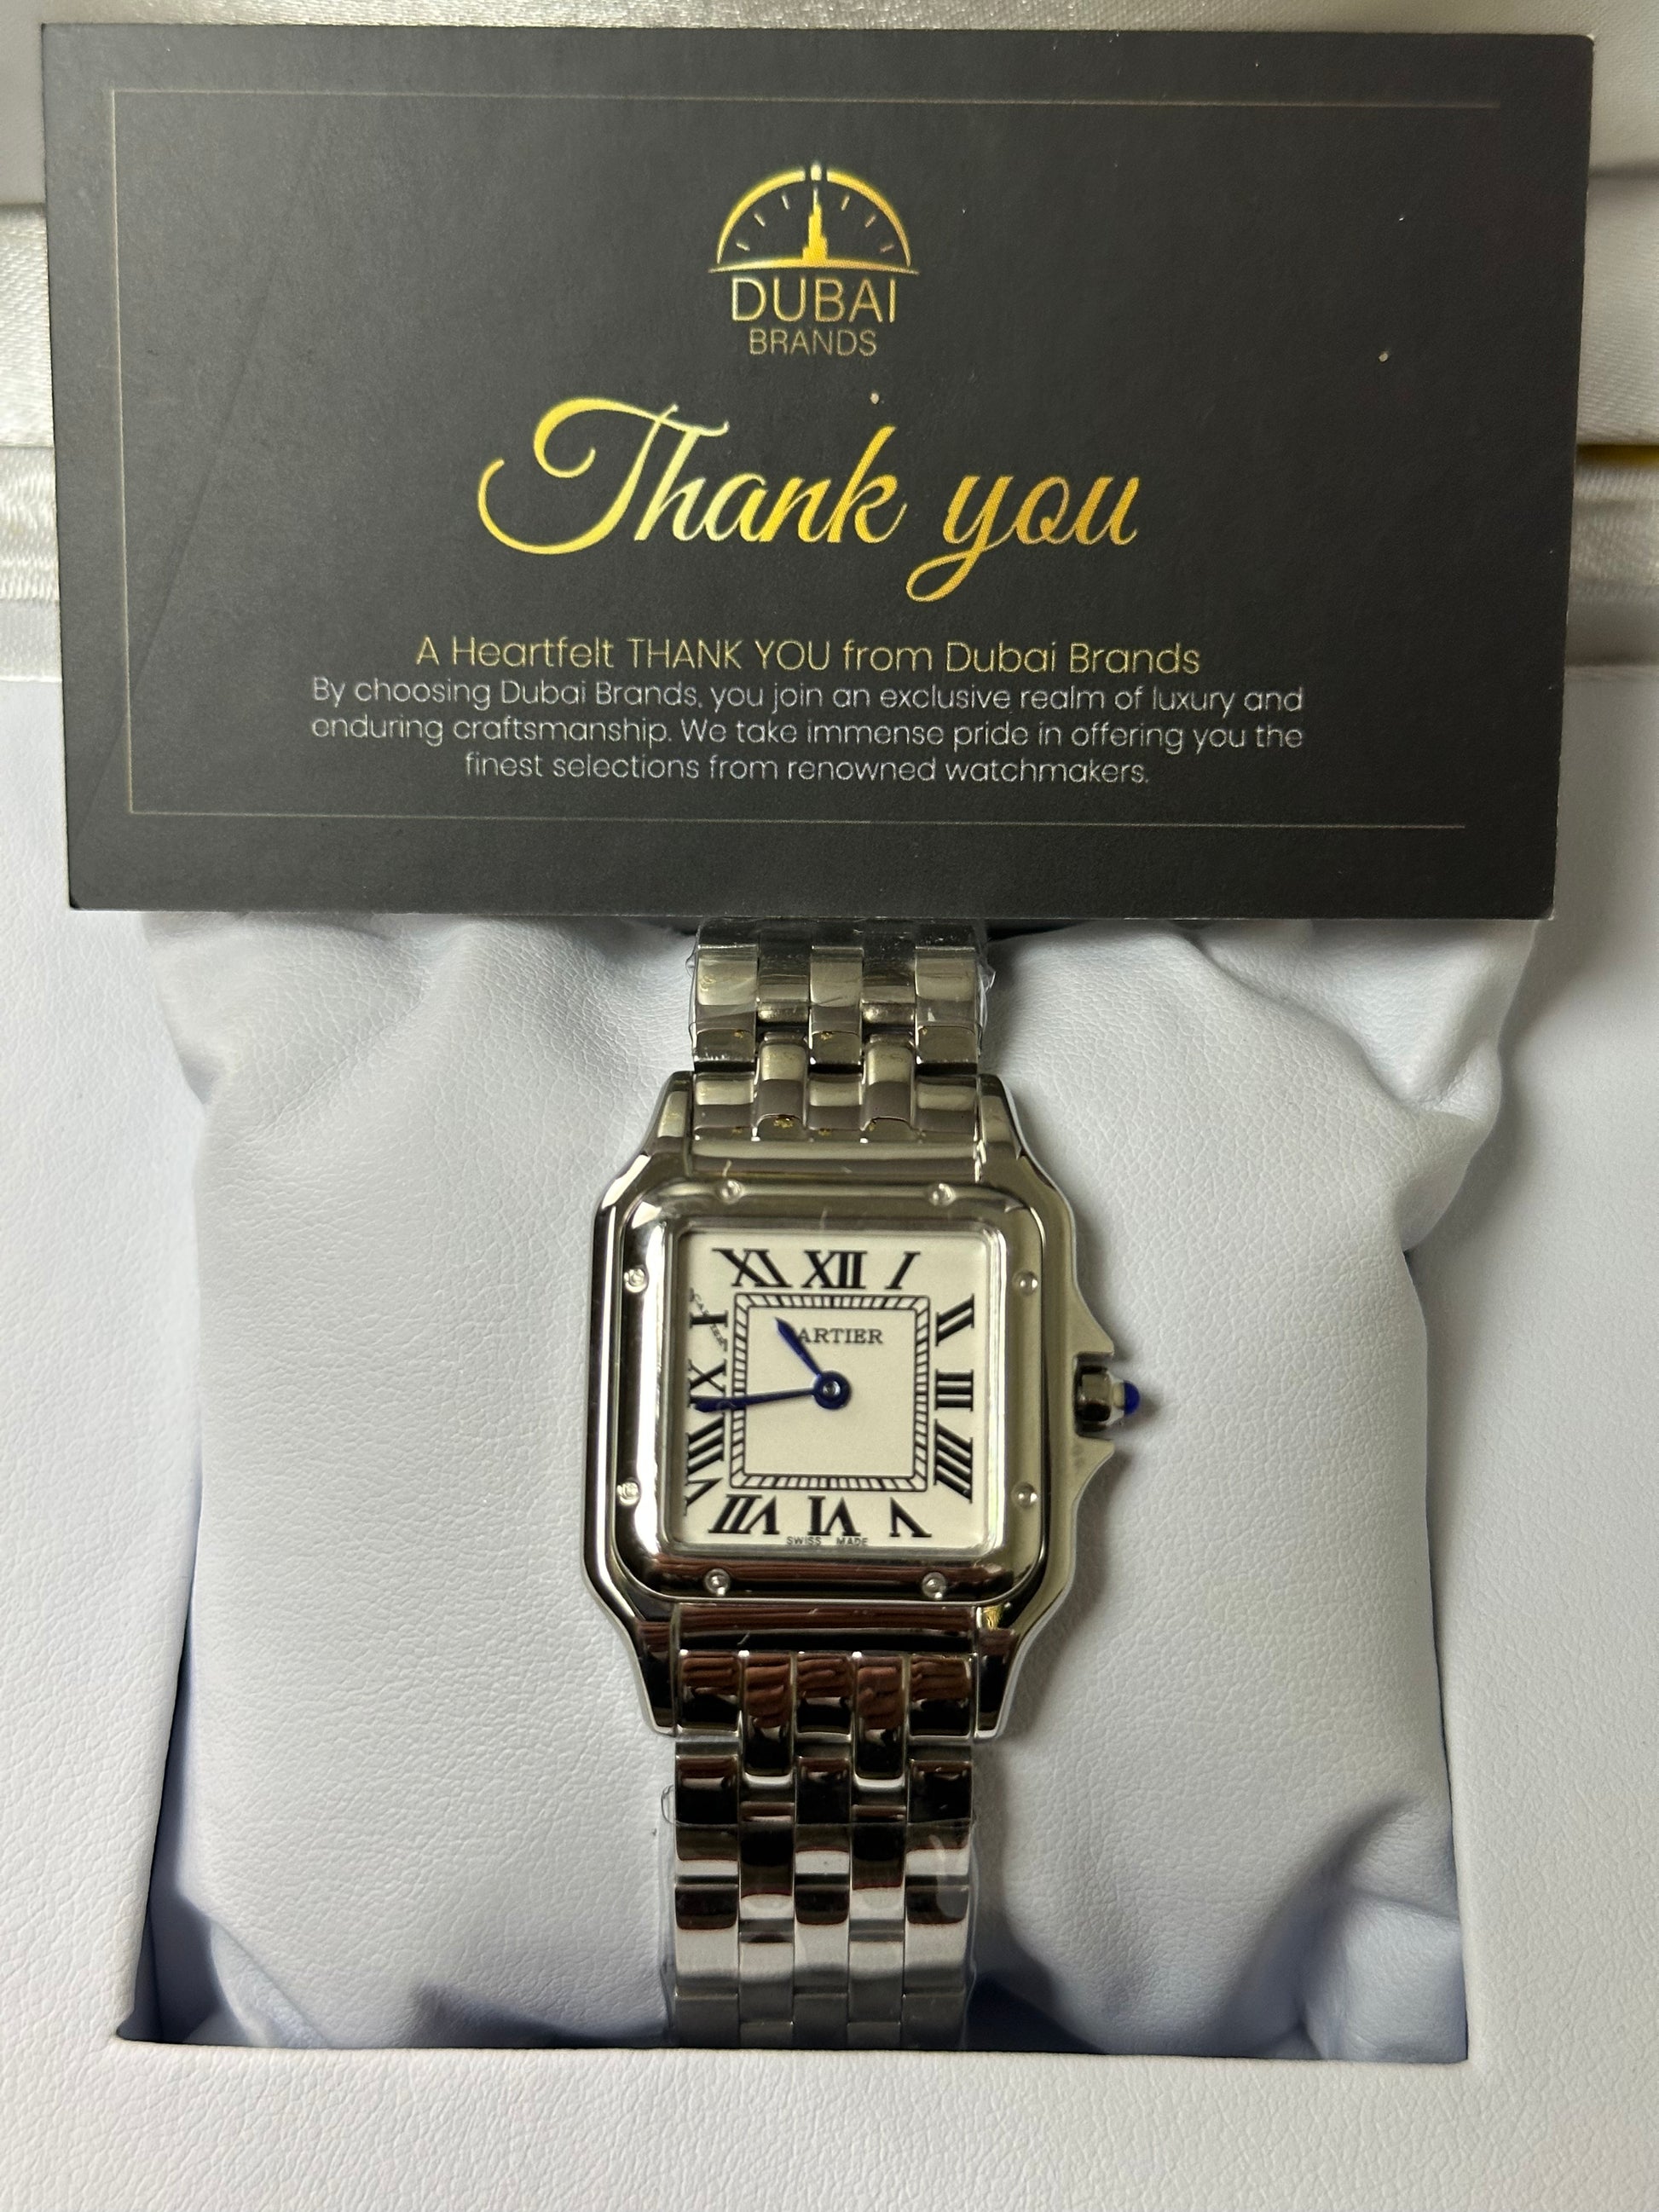 DUBAI
BRANDS
Thank you
A Heartfelt THANK YOU from Dubai Brands
By choosing Dubai Brands, you join an exclusive realm of luxury and
enduring craftsmanship. We take immense pride in offering you the
finest selections from renowned watchmakers.
XI XII I
II
III
IIII
V
VI
VII
VIII
IX
ARTIER
SWISS MADE